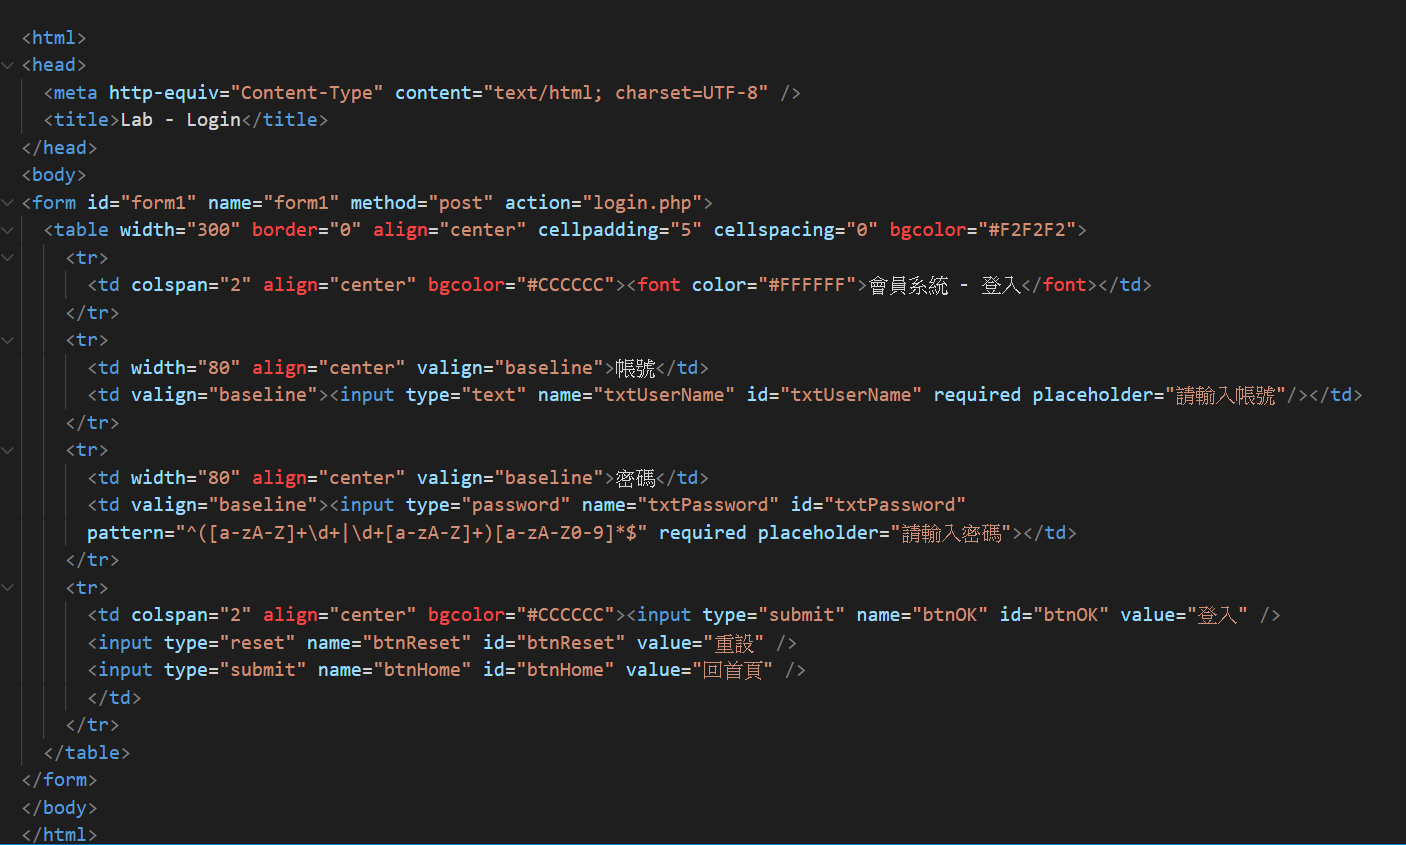 <html>
<head>
<meta http-equiv="Content-Type" content="text/html; charset=UTF-8" />
<title>Lab - Login</title>
</head>
<body>
<form id="form1" name="form1" method="post" action="login.php">
<table width="300" border="0" align="center" cellpadding="5" cellspacing="0" bgcolor="#F2F2F2">
<tr>
<td colspan="2" align="center" bgcolor="#CCCCCC"><font color="#FFFFFF">會員系統 - 登入</font></td>
</tr>
<tr>
<td width="80" align="center" valign="baseline">帳號</td>
<td valign="baseline"><input type="text" name="txtUserName" id="txtUserName" required placeholder="請輸入帳號"/></td>
</tr>
<tr>
<td width="80" align="center" valign="baseline">密碼</td>
<td valign="baseline"><input type="password" name="txtPassword" id="txtPassword"
pattern="^([a-zA-Z]+\d+|\d+[a-zA-Z]+)[a-zA-Z0-9]*$" required placeholder="請輸入密碼"></td>
</tr>
<tr>
<td colspan="2" align="center" bgcolor="#CCCCCC"><input type="submit" name="btnOK" id="btnOK" value="登入" />
<input type="reset" name="btnReset" id="btnReset" value="重設" />
<input type="submit" name="btnHome" id="btnHome" value="回首頁" />
</td>
</tr>
</table>
</form>
</body>
</html>